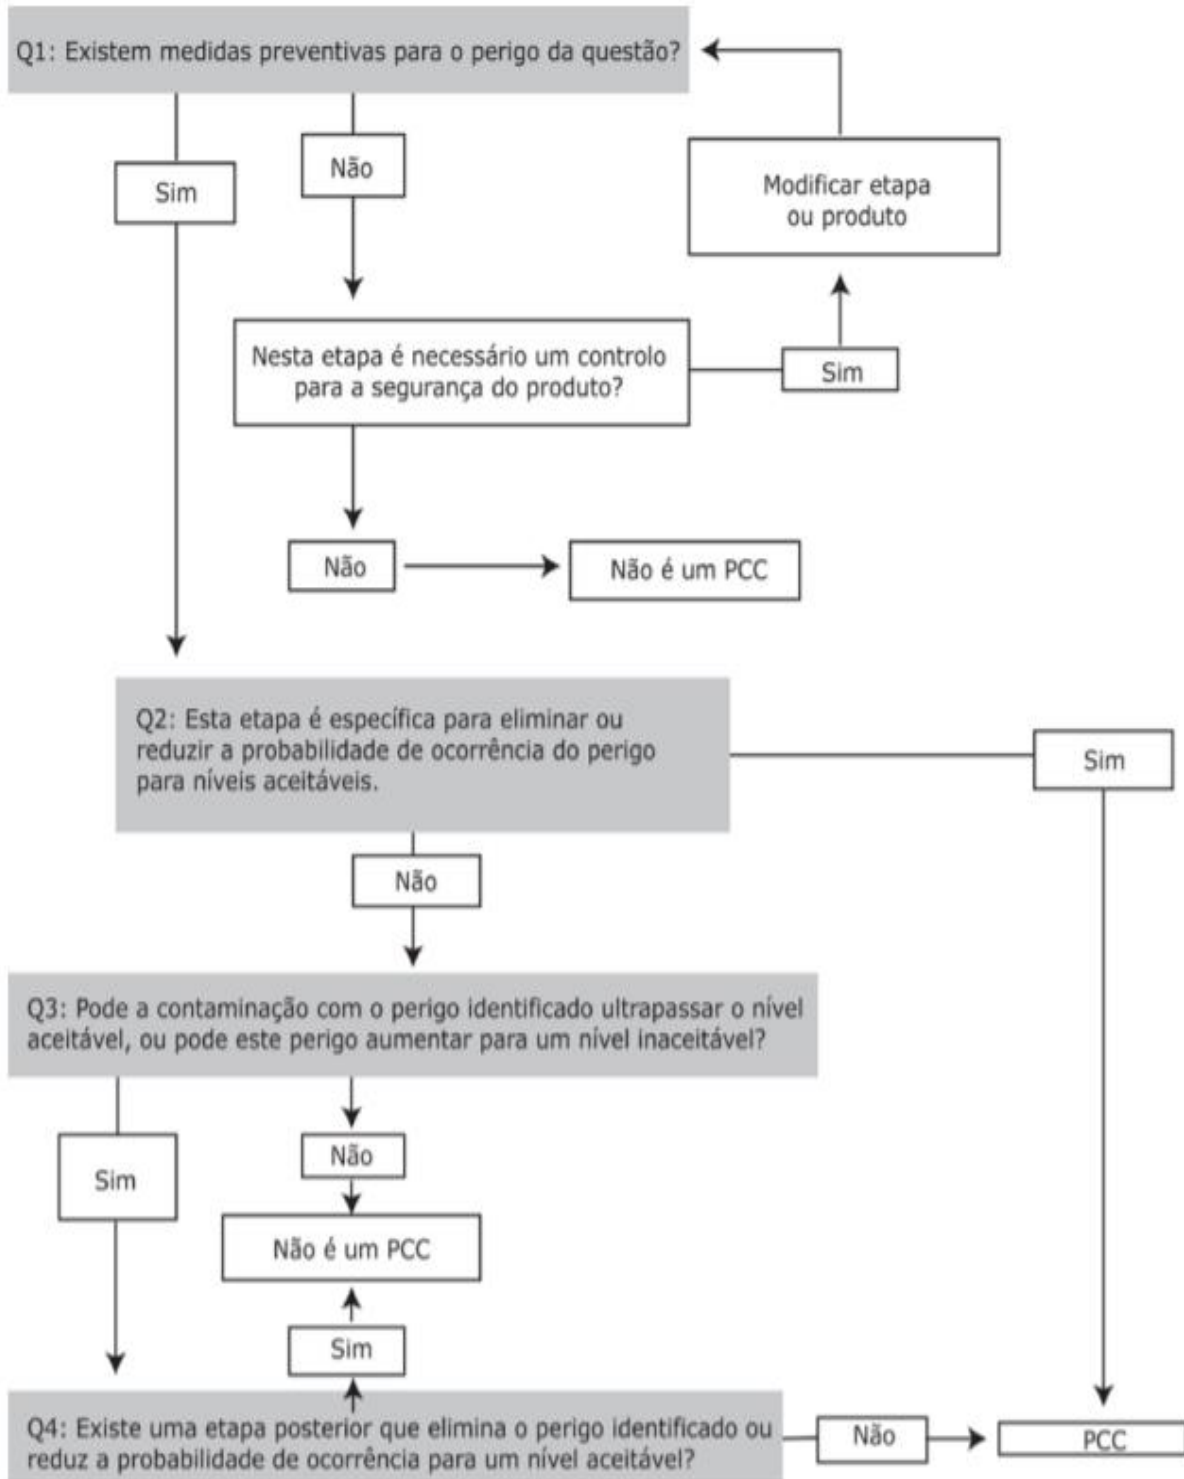 Q1: Existem medidas preventivas para o perigo da questão?
Não
Sim
Modificar etapa
ou produto
Nesta etapa é necessário um controlo
para a segurança do produto?
Sim
Não
Não é um PCC
Q2: Esta etapa é específica para eliminar ou
reduzir a probabilidade de ocorrência do perigo
para níveis aceitáveis.
Sim
Não
Q3: Pode a contaminação com o perigo identificado ultrapassar o nível
aceitável, ou pode este perigo aumentar para um nível inaceitável?
Não
Sim
Não é um PCC
Sim
Q4: Existe uma etapa posterior que elimina o perigo identificado ou
reduz a probabilidade de ocorrência para um nível aceitável?
Não
PCC